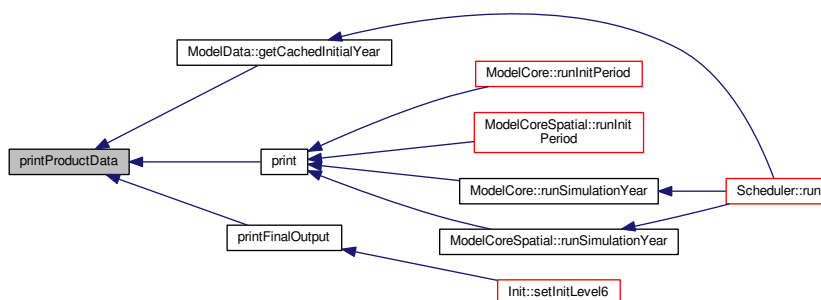 ModelData::getCachedInitialYear
ModelCore::runInitPeriod
ModelCoreSpatial::runInit
Period
printProductData
print
ModelCore::runSimulationYear
Scheduler::run
printFinalOutput
ModelCoreSpatial::runSimulationYear
Init::setInitLevel6